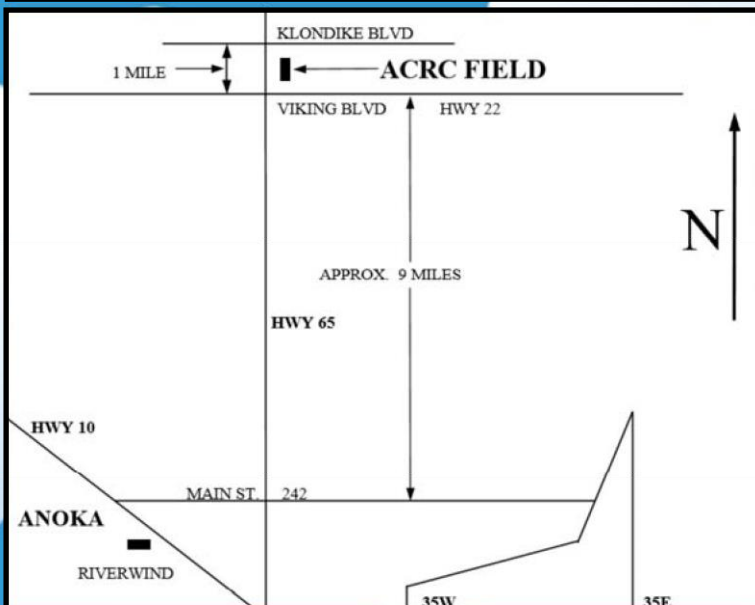 KLONDIKE BLVD
1 MILE
ACRC FIELD
VIKING BLVD HWY 22
N
APPROX. 9 MILES
HWY 65
HWY 10
MAIN ST. 242
ANOKA
RIVERWIND
35W
35E